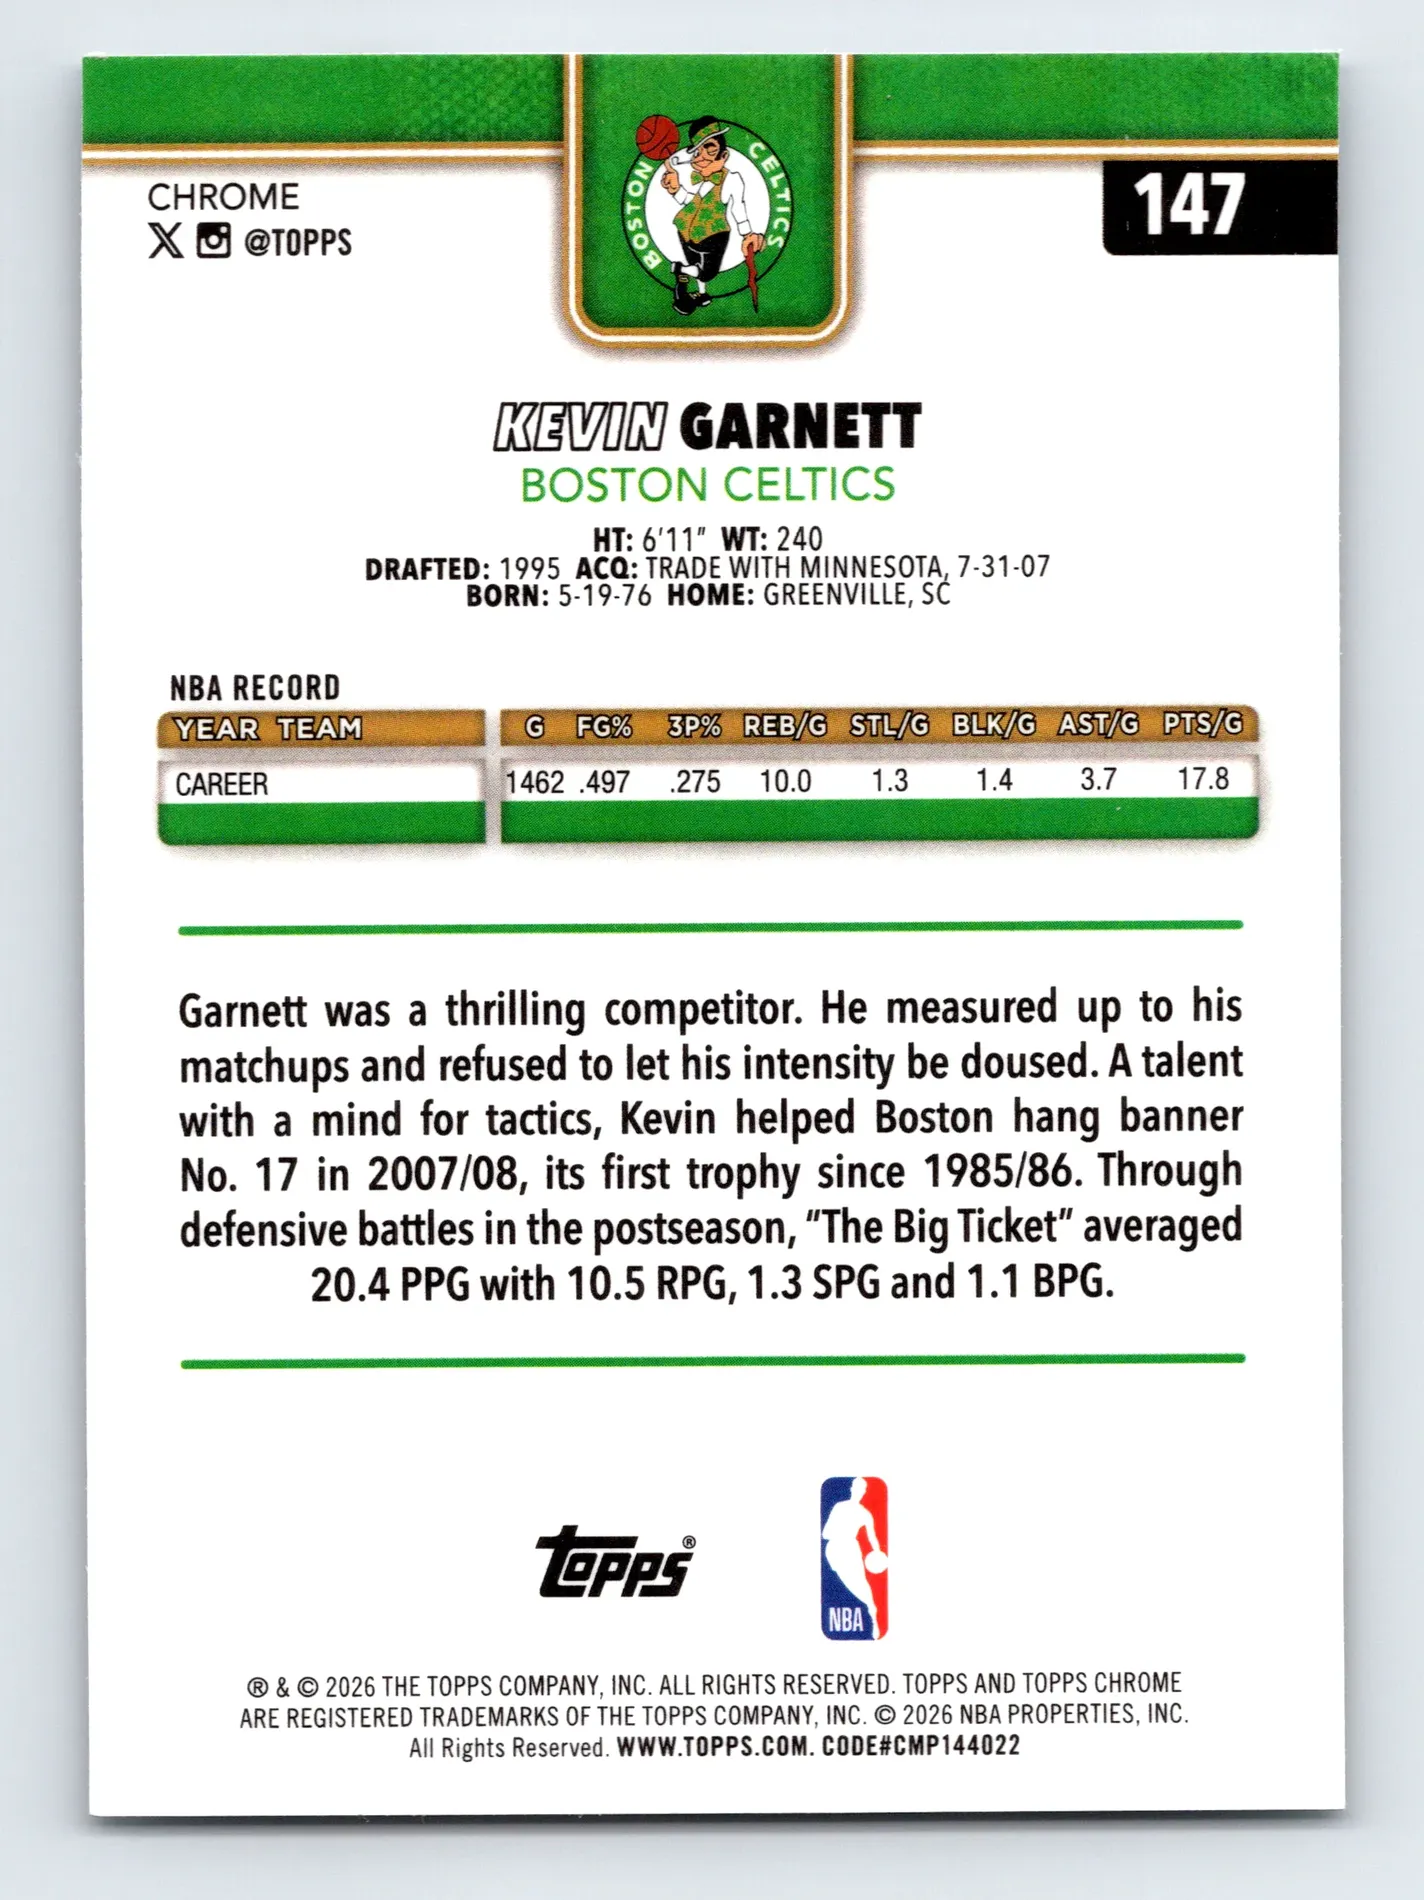 BOSTON CELTICS
CHROME
147
X @TOPPS
KEVIN GARNETT
BOSTON CELTICS
HT: 6'11" WT: 240
DRAFTED: 1995 ACQ: TRADE WITH MINNESOTA, 7-31-07
BORN: 5-19-76 HOME: GREENVILLE, SC
NBA RECORD
YEAR TEAM G FG% 3P% REB/G STL/G BLK/G AST/G PTS/G
CAREER 1462 .497 .275 10.0 1.3 1.4 3.7 17.8
Garnett was a thrilling competitor. He measured up to his
matchups and refused to let his intensity be doused. A talent
with a mind for tactics, Kevin helped Boston hang banner
No. 17 in 2007/08, its first trophy since 1985/86. Through
defensive battles in the postseason, "The Big Ticket" averaged
20.4 PPG with 10.5 RPG, 1.3 SPG and 1.1 BPG.
topps®
NBA
® & © 2026 THE TOPPS COMPANY, INC. ALL RIGHTS RESERVED. TOPPS AND TOPPS CHROME
ARE REGISTERED TRADEMARKS OF THE TOPPS COMPANY, INC. © 2026 NBA PROPERTIES, INC.
All Rights Reserved. WWW.TOPPS.COM. CODE#CMP144022